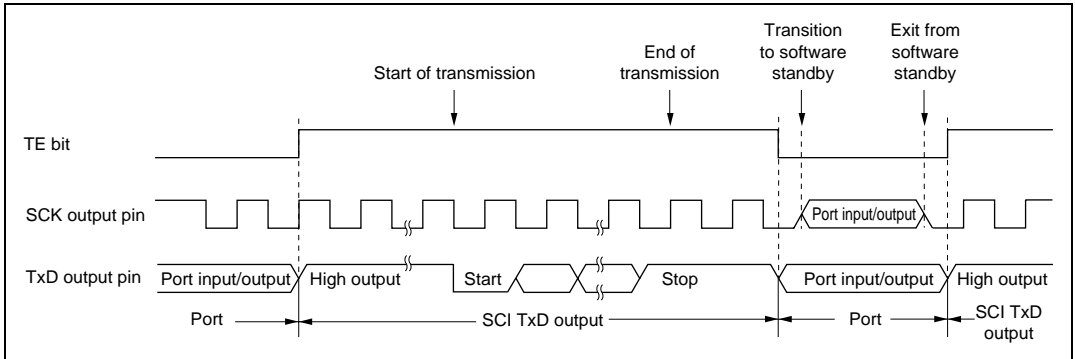 Transition
to software
standby
Exit from
software
standby
Start of transmission
End of
transmission
TE bit
SCK output pin
Port input/output
TxD output pin
Port input/output
High output
Start
Stop
Port input/output
High output
Port
SCI TxD output
Port
SCI TxD
output